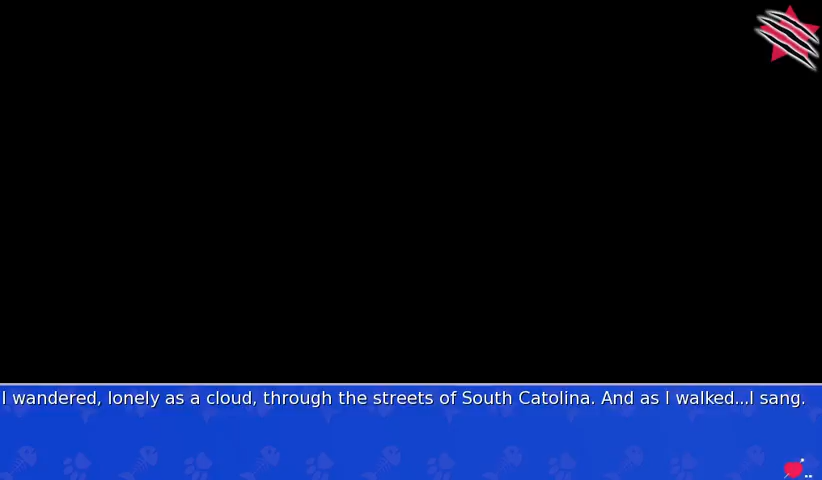 I wandered, lonely as a cloud, through the streets of South Catolina. And as I walked...I sang.